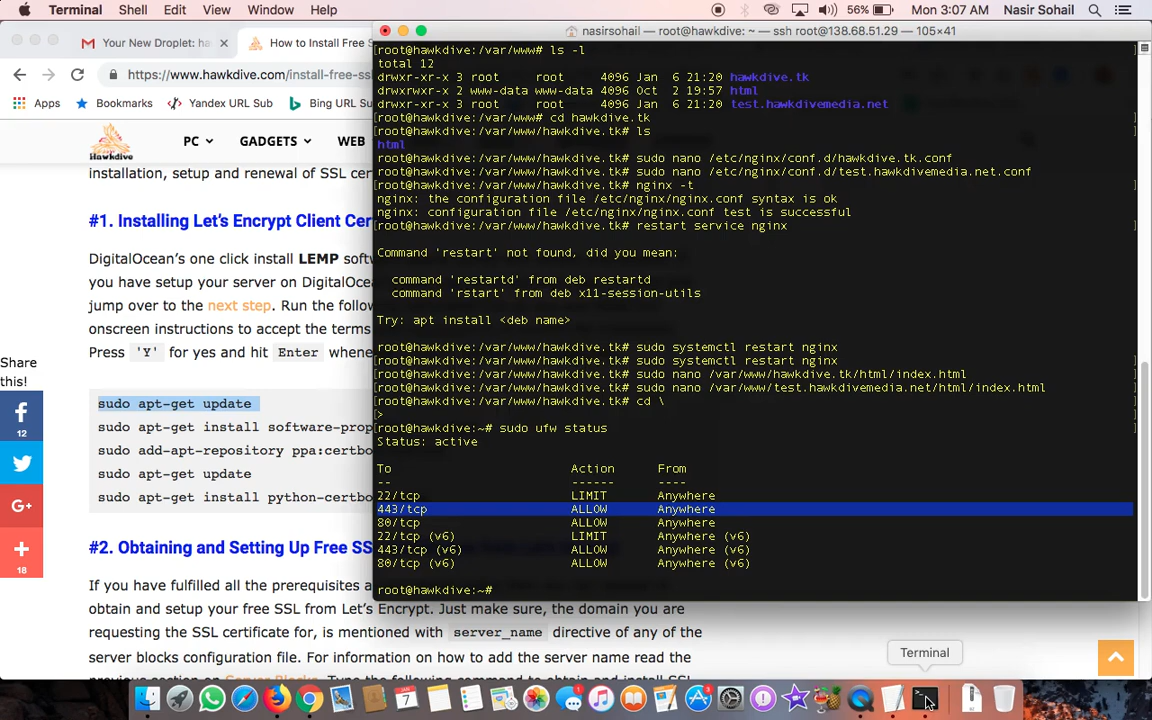 Terminal Shell Edit View Window Help 56% Mon 3:07 AM Nasir Sohail
Your New Droplet: ha
How to Install Free S
https://www.hawkdive.com/install-free-ssl
Apps Bookmarks Yandex URL Sub Bing URL Su
Hawkdive
PC GADGETS WEB
installation, setup and renewal of SSL cer
#1. Installing Let's Encrypt Client Cer
DigitalOcean's one click install LEMP soft
you have setup your server on DigitalOce
jump over to the next step. Run the follow
onscreen instructions to accept the terms
Press 'Y' for yes and hit Enter whene
Share
this!
12
18
sudo apt-get update
sudo apt-get install software-prop
sudo add-apt-repository ppa:certbo
sudo apt-get update
sudo apt-get install python-certbo
#2. Obtaining and Setting Up Free SS
If you have fulfilled all the prerequisites a
obtain and setup your free SSL from Let's Encrypt. Just make sure, the domain you are
requesting the SSL certificate for, is mentioned with server_name directive of any of the
server blocks configuration file. For information on how to add the server name read the
previous section on Server Blocks. Type the following command to obtain and install SSL
nasirsohail — root@hawkdive: ~ — ssh root@138.68.51.29 — 105×41
[root@hawkdive:/var/www# ls -l
total 12
drwxr-xr-x 3 root root 4096 Jan 6 21:20 hawkdive.tk
drwxrwxr-x 2 www-data www-data 4096 Oct 2 19:57 html
drwxr-xr-x 3 root root 4096 Jan 6 21:20 test.hawkdivemedia.net
[root@hawkdive:/var/www# cd hawkdive.tk
[root@hawkdive:/var/www/hawkdive.tk# ls
html
[root@hawkdive:/var/www/hawkdive.tk# sudo nano /etc/nginx/conf.d/hawkdive.tk.conf
[root@hawkdive:/var/www/hawkdive.tk# sudo nano /etc/nginx/conf.d/test.hawkdivemedia.net.conf
[root@hawkdive:/var/www/hawkdive.tk# nginx -t
nginx: the configuration file /etc/nginx/nginx.conf syntax is ok
nginx: configuration file /etc/nginx/nginx.conf test is successful
[root@hawkdive:/var/www/hawkdive.tk# restart service nginx
Command 'restart' not found, did you mean:
command 'restartd' from deb restartd
command 'rstart' from deb x11-session-utils
Try: apt install <deb name>
[root@hawkdive:/var/www/hawkdive.tk# sudo systemctl restart nginx
[root@hawkdive:/var/www/hawkdive.tk# sudo systemctl restart nginx
[root@hawkdive:/var/www/hawkdive.tk# sudo nano /var/www/hawkdive.tk/html/index.html
[root@hawkdive:/var/www/hawkdive.tk# sudo nano /var/www/test.hawkdivemedia.net/html/index.html
[root@hawkdive:/var/www/hawkdive.tk# cd \
[>
[root@hawkdive:~# sudo ufw status
Status: active
To Action From
-- ------ ----
22/tcp LIMIT Anywhere
443/tcp ALLOW Anywhere
80/tcp ALLOW Anywhere
22/tcp (v6) LIMIT Anywhere (v6)
443/tcp (v6) ALLOW Anywhere (v6)
80/tcp (v6) ALLOW Anywhere (v6)
root@hawkdive:~#
Terminal